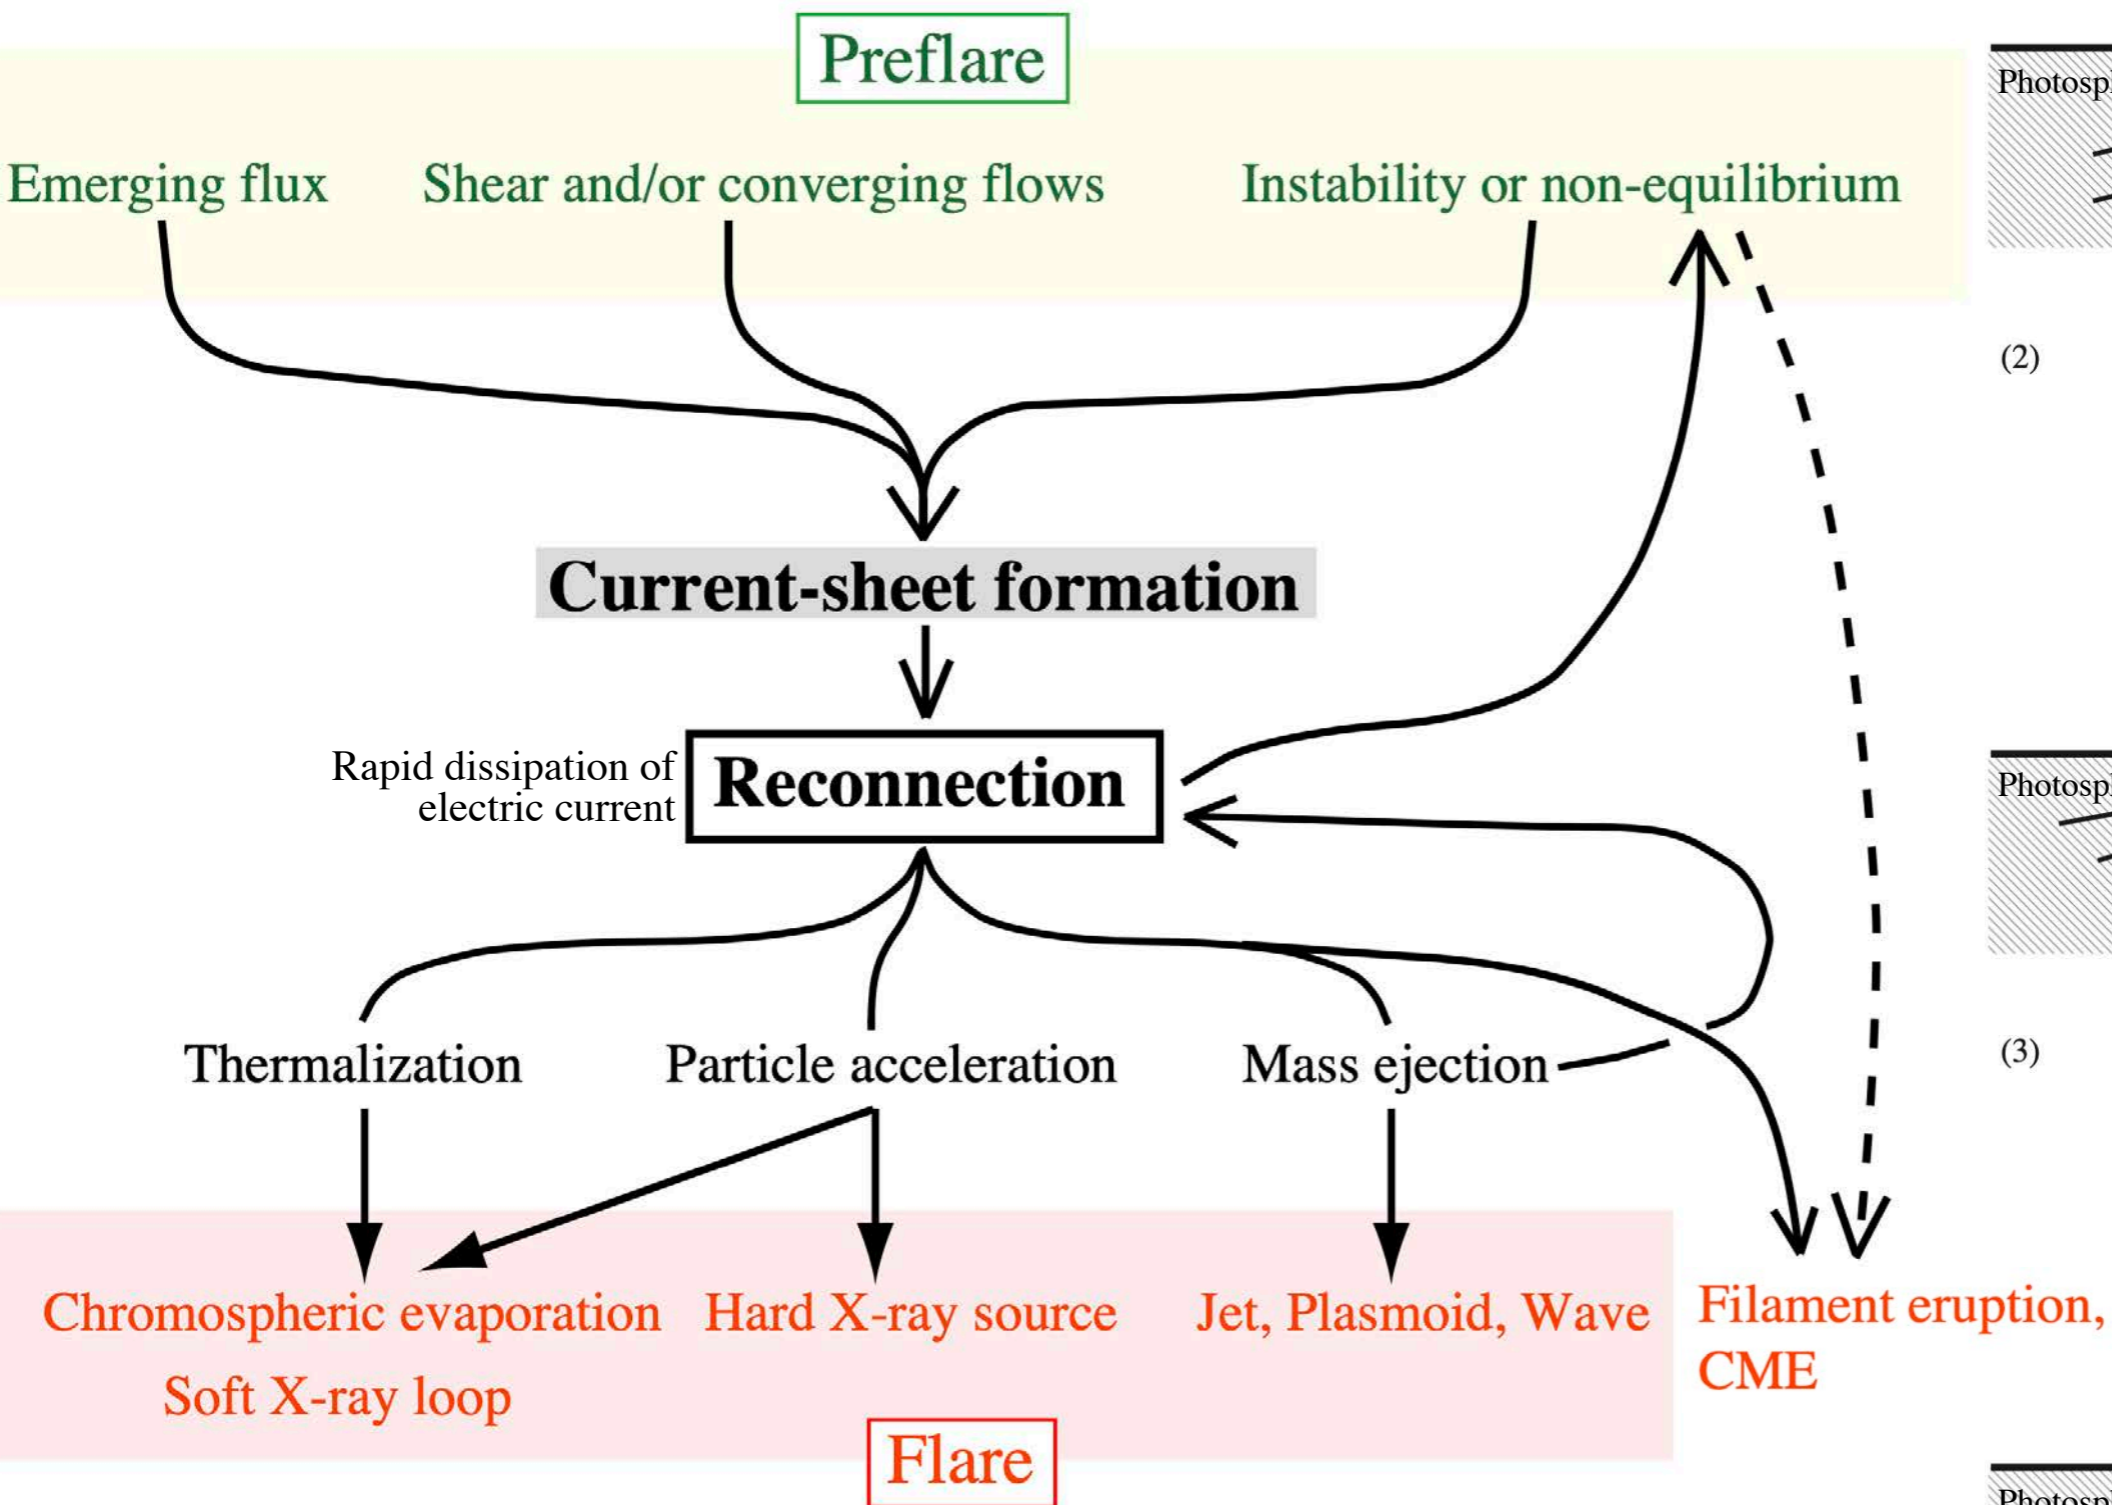 Preflare
Emerging flux
Shear and/or converging flows
Instability or non-equilibrium
(2)
Current-sheet formation
Rapid dissipation of
electric current
Reconnection
(3)
Thermalization
Particle acceleration
Mass ejection
Chromospheric evaporation
Soft X-ray loop
Hard X-ray source
Jet, Plasmoid, Wave
Filament eruption,
CME
Flare